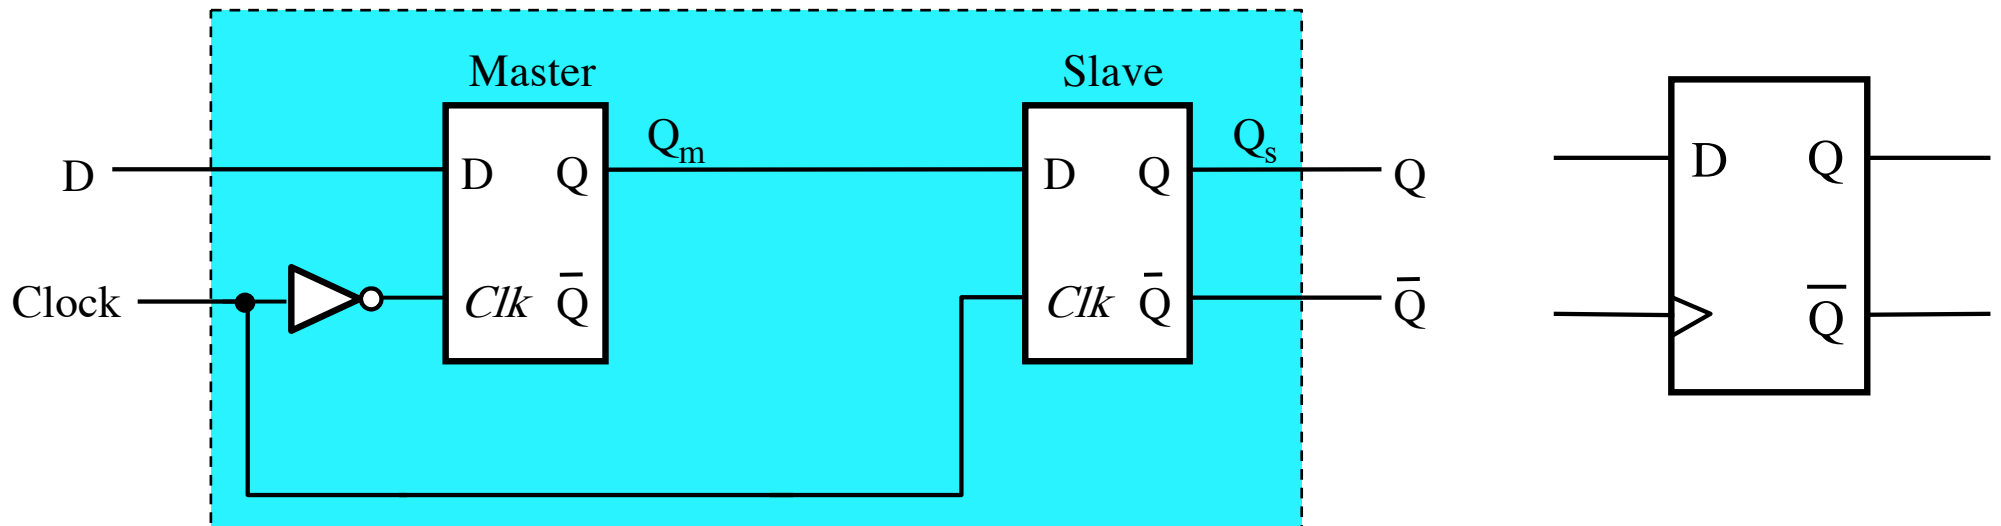 Master Slave
Qm Qs
D D Q D Q Q D Q
Clock Clk Q̅ Clk Q̅ Q̅ Q̅